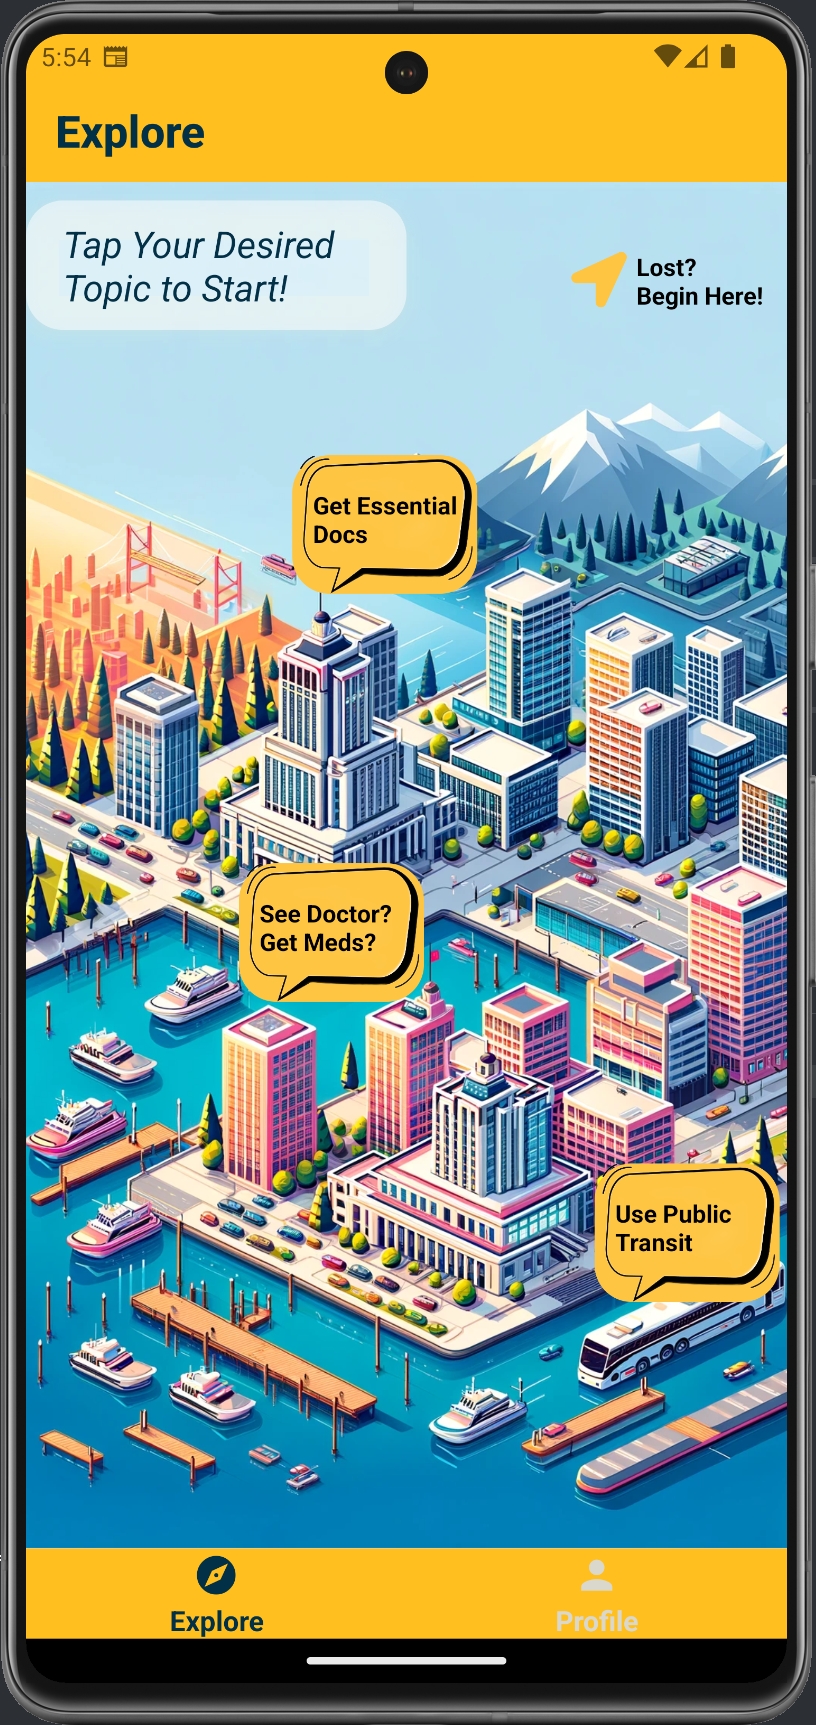 5:54
Explore
Tap Your Desired
Topic to Start!
Lost?
Begin Here!
Get Essential
Docs
See Doctor?
Get Meds?
Use Public
Transit
Explore
Profile